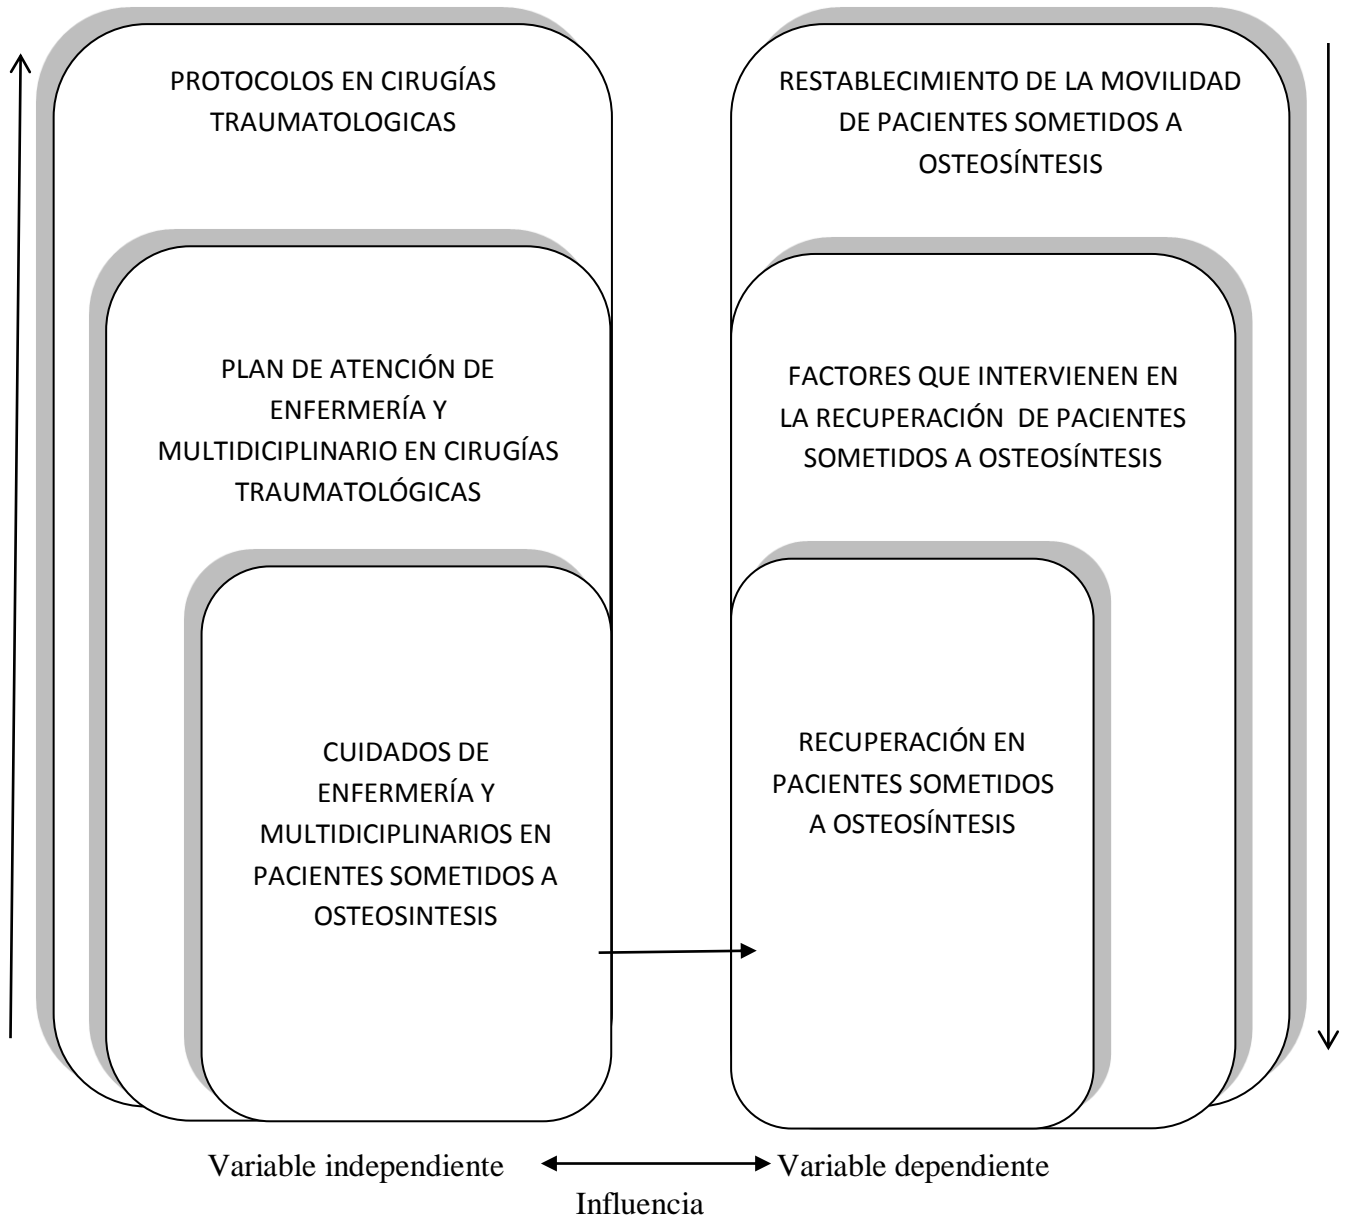 PROTOCOLOS EN CIRUGÍAS
TRAUMATOLOGICAS
PLAN DE ATENCIÓN DE
ENFERMERÍA Y
MULTIDICIPLINARIO EN CIRUGÍAS
TRAUMATOLÓGICAS
CUIDADOS DE
ENFERMERÍA Y
MULTIDICIPLINARIOS EN
PACIENTES SOMETIDOS A
OSTEOSINTESIS
RESTABLECIMIENTO DE LA MOVILIDAD
DE PACIENTES SOMETIDOS A
OSTEOSÍNTESIS
FACTORES QUE INTERVIENEN EN
LA RECUPERACIÓN DE PACIENTES
SOMETIDOS A OSTEOSÍNTESIS
RECUPERACIÓN EN
PACIENTES SOMETIDOS
A OSTEOSÍNTESIS
Variable independiente
Variable dependiente
Influencia